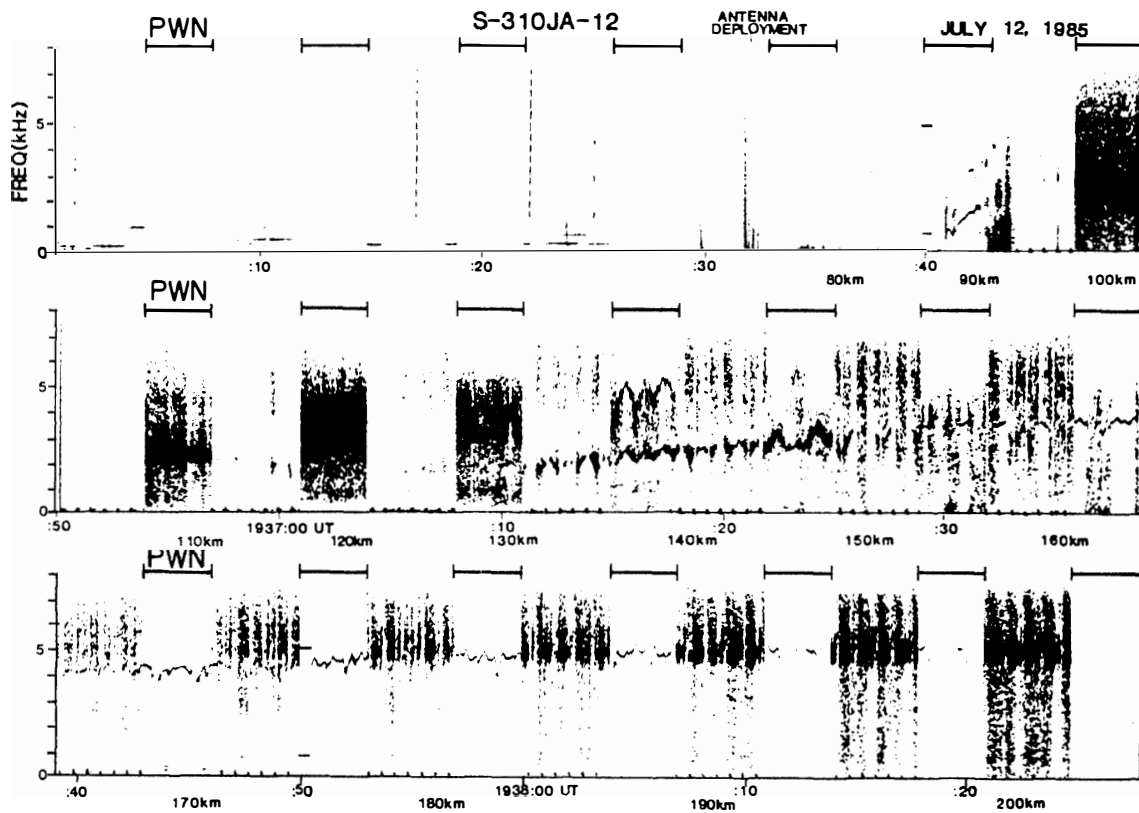 PWN S-310JA-12 ANTENNA DEPLOYMENT JULY 12, 1985
FREQ(kHz)
5
0
:10 :20 :30 80km :40 90km 100km
PWN
5
0
:50 110km 1937:00 UT 120km :10 130km 140km :20 150km :30 160km
PWN
5
0
:40 170km :50 180km 1938:00 UT 190km :10 :20 200km